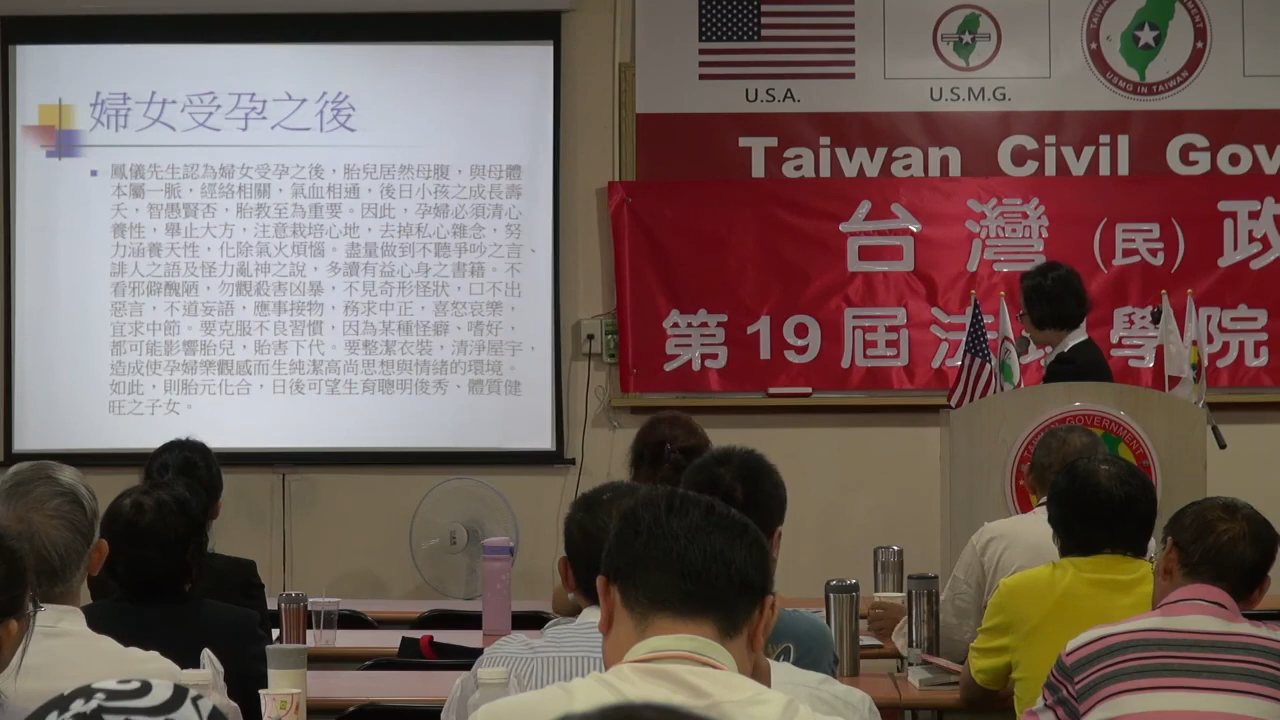 婦女受孕之後
鳳儀先生認為婦女受孕之後，胎兒居然母腹，與母體
本屬一脈，經絡相關，氣血相通，後日小孩之成長壽
夭，智愚賢否，胎教至為重要。因此，孕婦必須清心
養性，舉止大方，注意栽培心地，去掉私心雜念，努
力涵養天性，化除氣火煩惱。盡量做到不聽爭吵之言、
誹人之語及怪力亂神之說，多讀有益心身之書籍。不
看邪僻醜陋，勿觀殺害凶暴，不見奇形怪狀，口不出
惡言，不道妄語，應事接物，務求中正，喜怒哀樂，
宜求中節。要克服不良習慣，因為某種怪癖、嗜好，
都可能影響胎兒，貽害下代。要整潔衣裝，清淨屋宇，
造成使孕婦樂觀感而生純潔高尚思想與情緒的環境。
如此，則胎元化合，日後可望生育聰明俊秀、體質健
旺之子女。
U.S.A.
U.S.M.G.
USMG IN TAIWAN
Taiwan Civil Gov
台灣(民)政
第19屆法 學院
TAIWAN GOVERNMENT